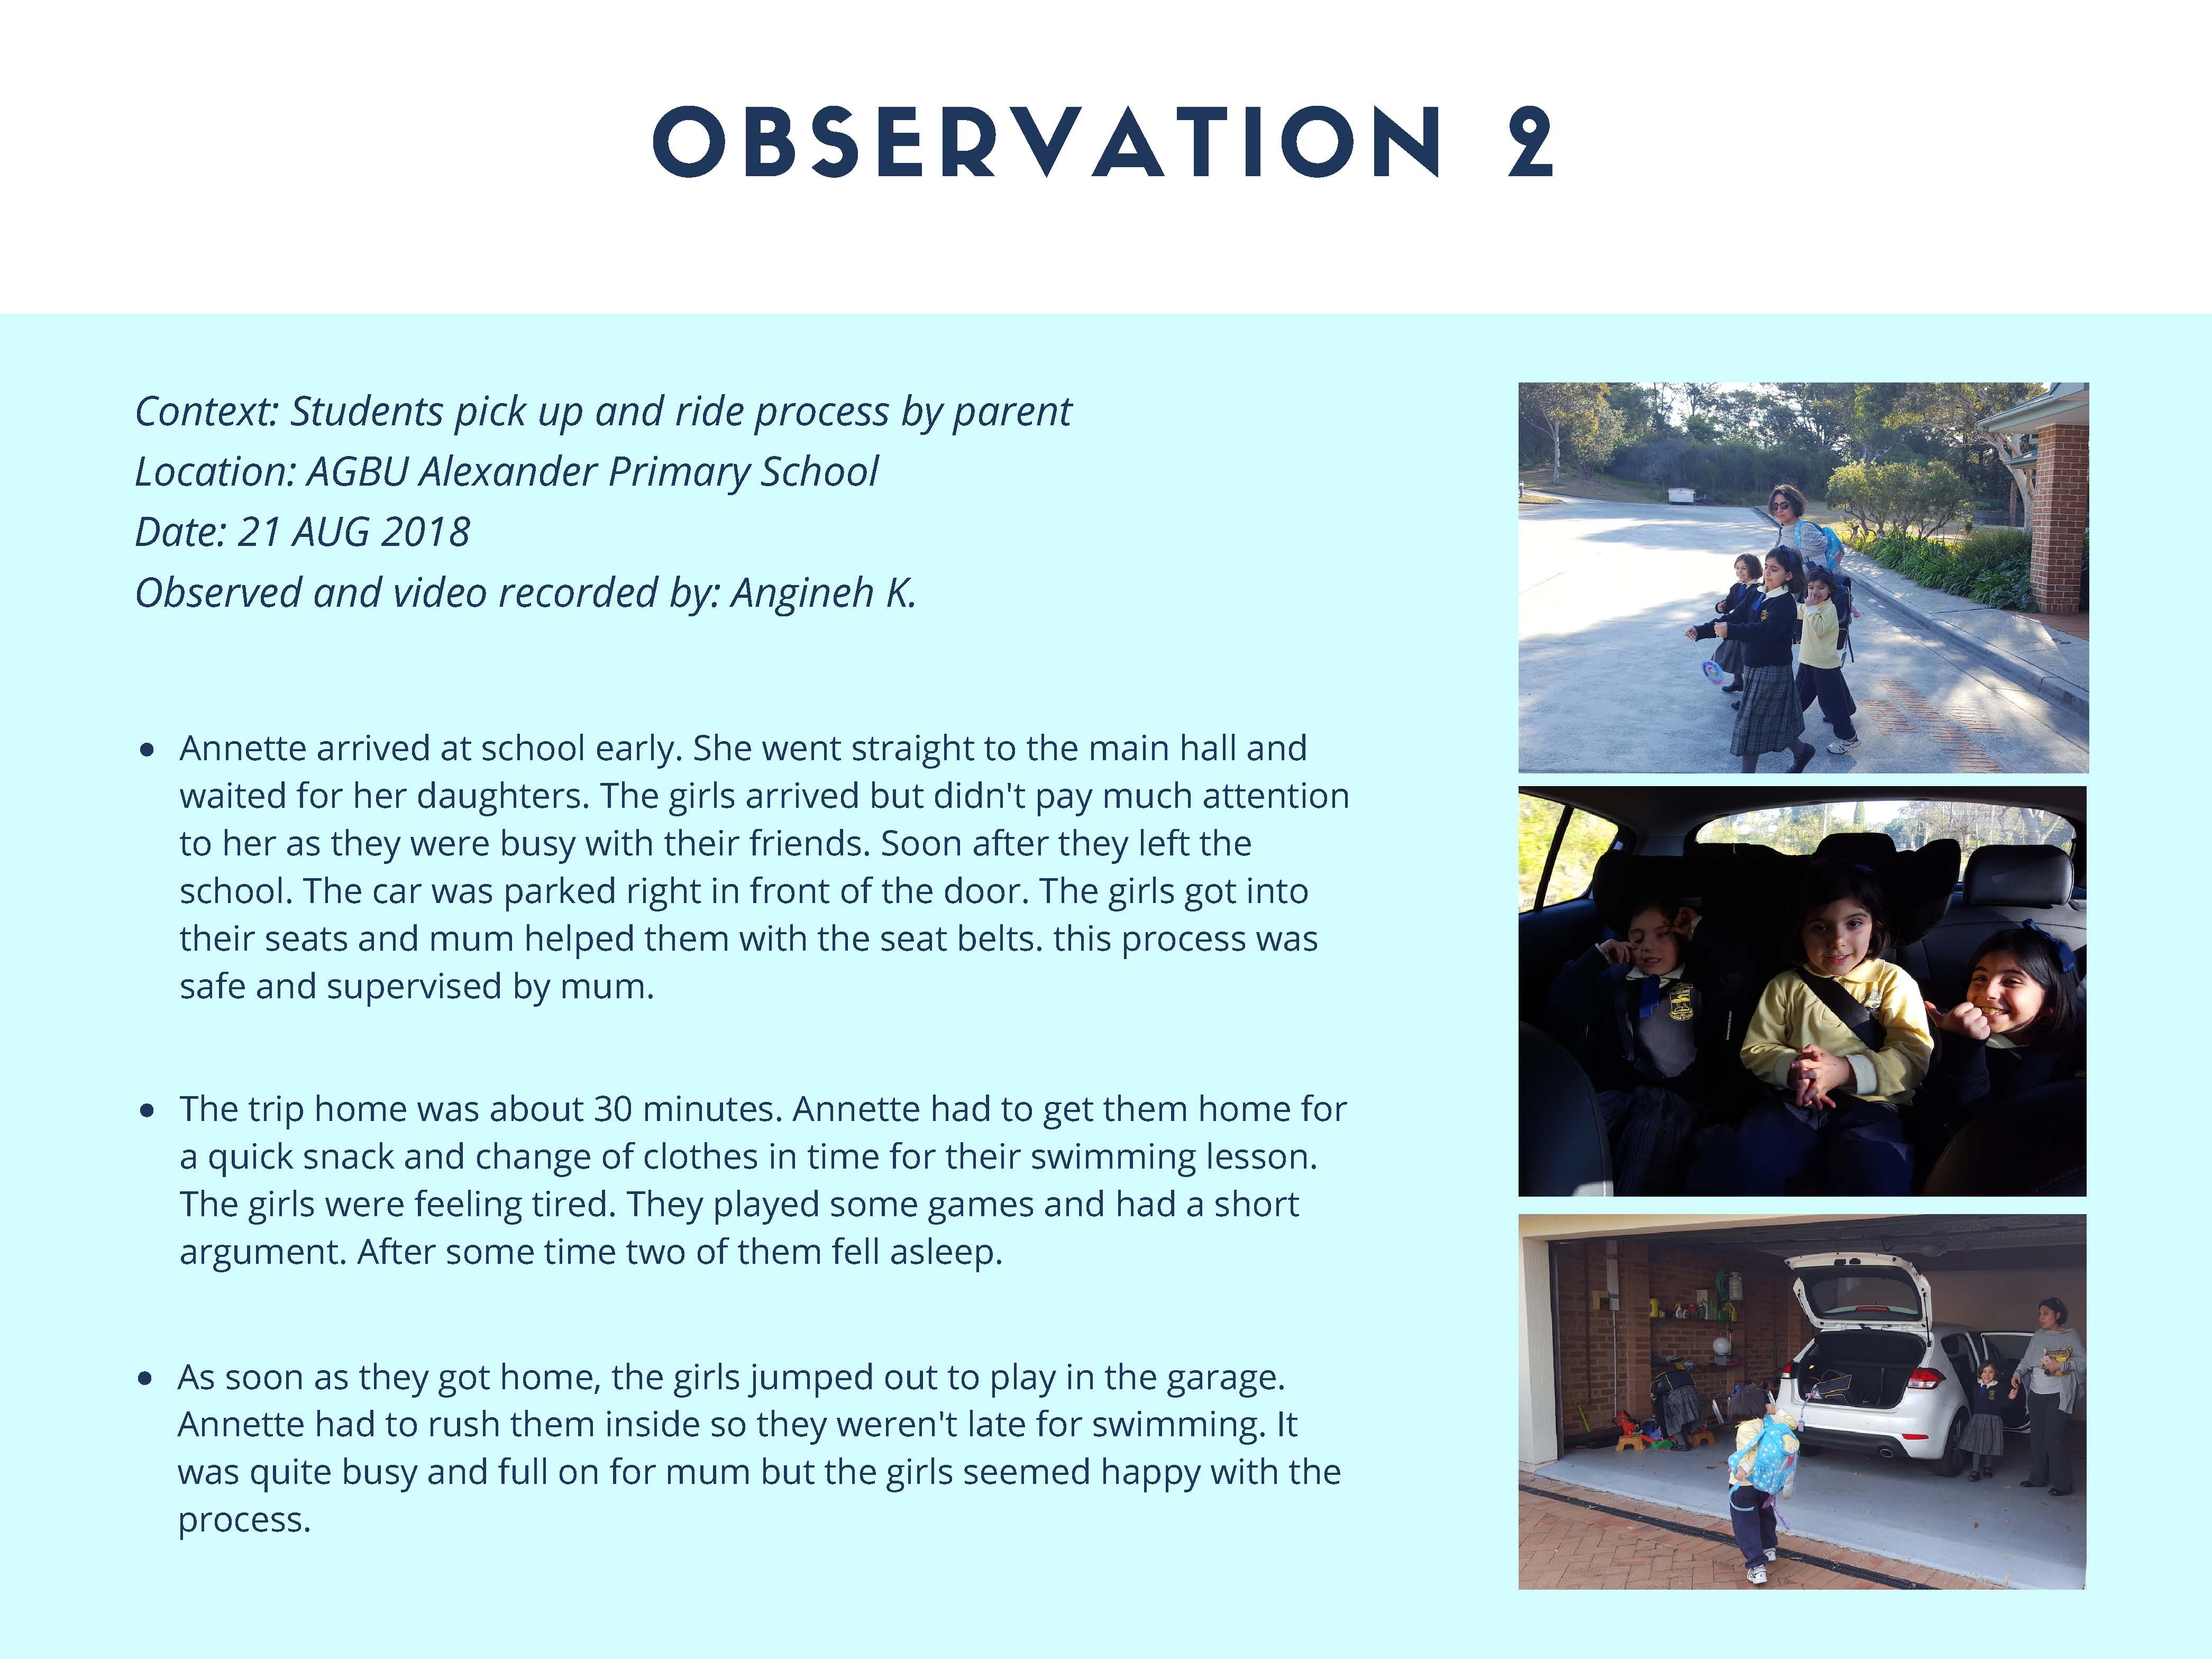 OBSERVATION 2
Context: Students pick up and ride process by parent
Location: AGBU Alexander Primary School
Date: 21 AUG 2018
Observed and video recorded by: Angineh K.
• Annette arrived at school early. She went straight to the main hall and
waited for her daughters. The girls arrived but didn't pay much attention
to her as they were busy with their friends. Soon after they left the
school. The car was parked right in front of the door. The girls got into
their seats and mum helped them with the seat belts. this process was
safe and supervised by mum.
• The trip home was about 30 minutes. Annette had to get them home for
a quick snack and change of clothes in time for their swimming lesson.
The girls were feeling tired. They played some games and had a short
argument. After some time two of them fell asleep.
• As soon as they got home, the girls jumped out to play in the garage.
Annette had to rush them inside so they weren't late for swimming. It
was quite busy and full on for mum but the girls seemed happy with the
process.